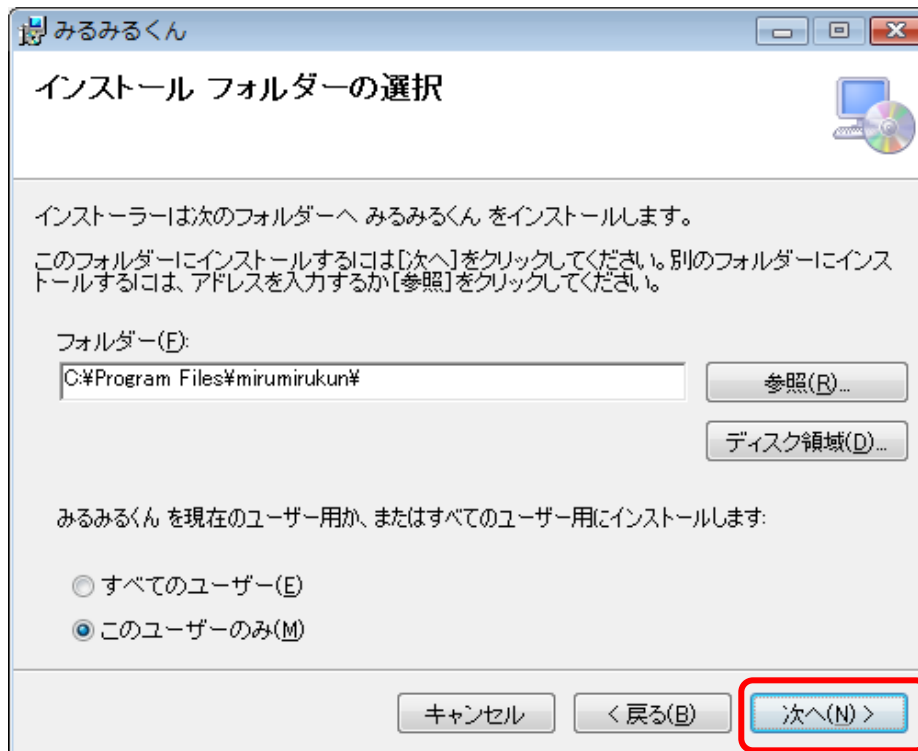 みるみるくん
インストール フォルダーの選択
インストーラーは次のフォルダーへ みるみるくん をインストールします。
このフォルダーにインストールするには[次へ]をクリックしてください。別のフォルダーにインス
トールするには、アドレスを入力するか[参照]をクリックしてください。
フォルダー(F):
C:¥Program Files¥mirumirukun¥
参照(R)...
ディスク領域(D)...
みるみるくん を現在のユーザー用か、またはすべてのユーザー用にインストールします:
すべてのユーザー(E)
このユーザーのみ(M)
キャンセル
< 戻る(B)
次へ(N) >